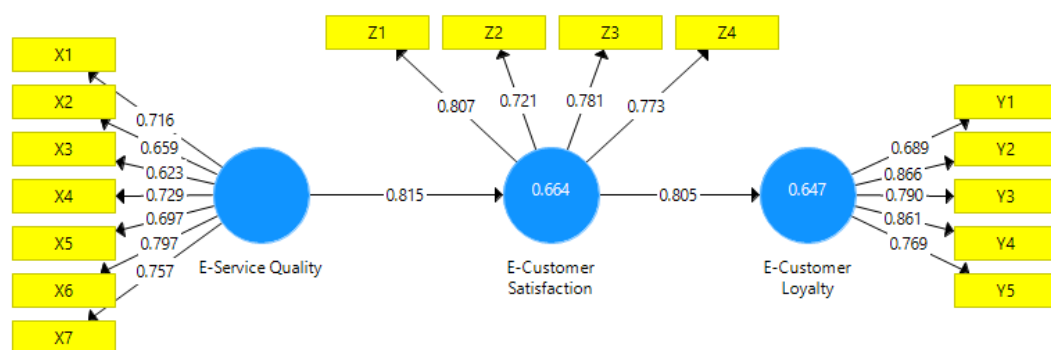 Z1
Z2
Z3
Z4
X1
X2
X3
X4
X5
X6
X7
0.716
0.659
0.623
0.729
0.697
0.797
0.757
E-Service Quality
0.815
0.807
0.721
0.781
0.773
0.664
E-Customer
Satisfaction
0.805
0.647
E-Customer
Loyalty
0.689
0.866
0.790
0.861
0.769
Y1
Y2
Y3
Y4
Y5